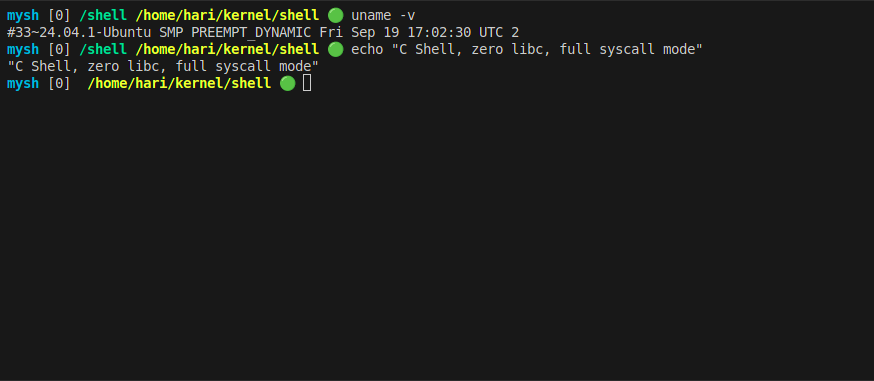 mysh [0] /shell /home/hari/kernel/shell 🟢 uname -v
#33~24.04.1-Ubuntu SMP PREEMPT_DYNAMIC Fri Sep 19 17:02:30 UTC 2
mysh [0] /shell /home/hari/kernel/shell 🟢 echo "C Shell, zero libc, full syscall mode"
"C Shell, zero libc, full syscall mode"
mysh [0]  /home/hari/kernel/shell 🟢